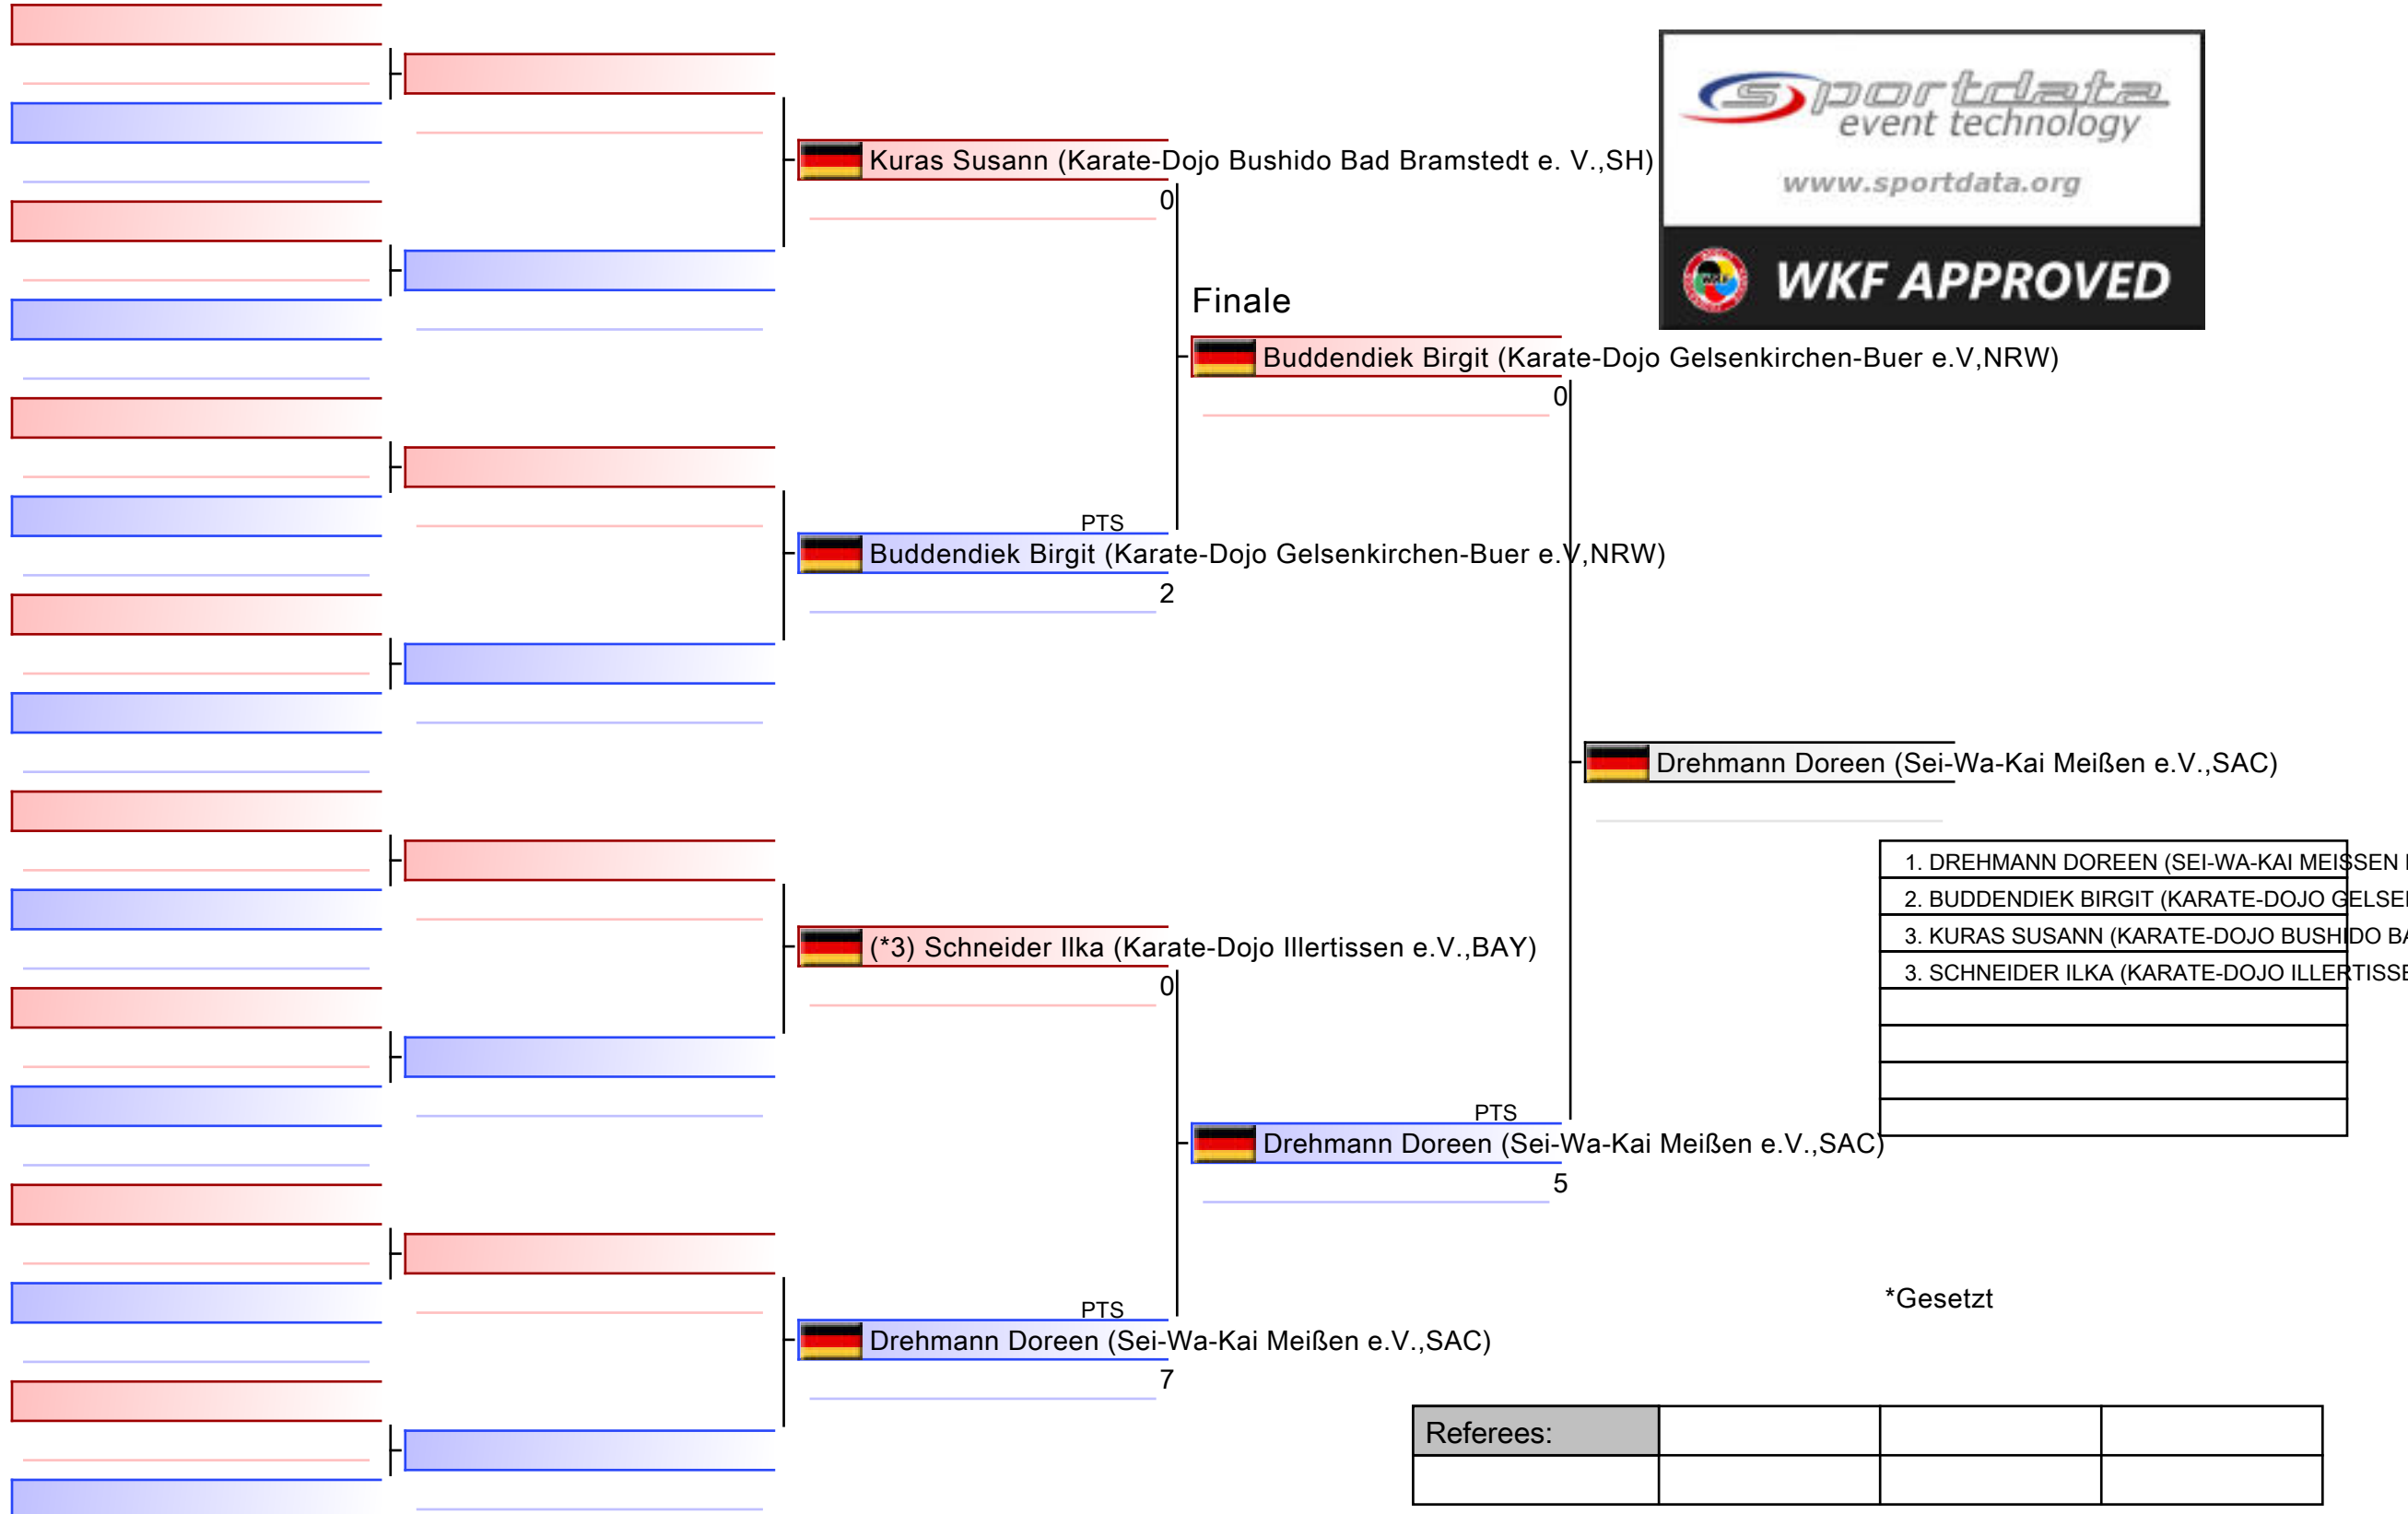 sportdata
event technology
www.sportdata.org
WKF APPROVED
Kuras Susann (Karate-Dojo Bushido Bad Bramstedt e. V.,SH)
0
Finale
Buddendiek Birgit (Karate-Dojo Gelsenkirchen-Buer e.V,NRW)
0
PTS
Buddendiek Birgit (Karate-Dojo Gelsenkirchen-Buer e.V,NRW)
2
Drehmann Doreen (Sei-Wa-Kai Meißen e.V.,SAC)
1. DREHMANN DOREEN (SEI-WA-KAI MEISSEN
2. BUDDENDIEK BIRGIT (KARATE-DOJO GELSE
3. KURAS SUSANN (KARATE-DOJO BUSHIDO BA
3. SCHNEIDER ILKA (KARATE-DOJO ILLERTISSE
(*3) Schneider Ilka (Karate-Dojo Illertissen e.V.,BAY)
0
PTS
Drehmann Doreen (Sei-Wa-Kai Meißen e.V.,SAC)
5
*Gesetzt
PTS
Drehmann Doreen (Sei-Wa-Kai Meißen e.V.,SAC)
7
Referees: